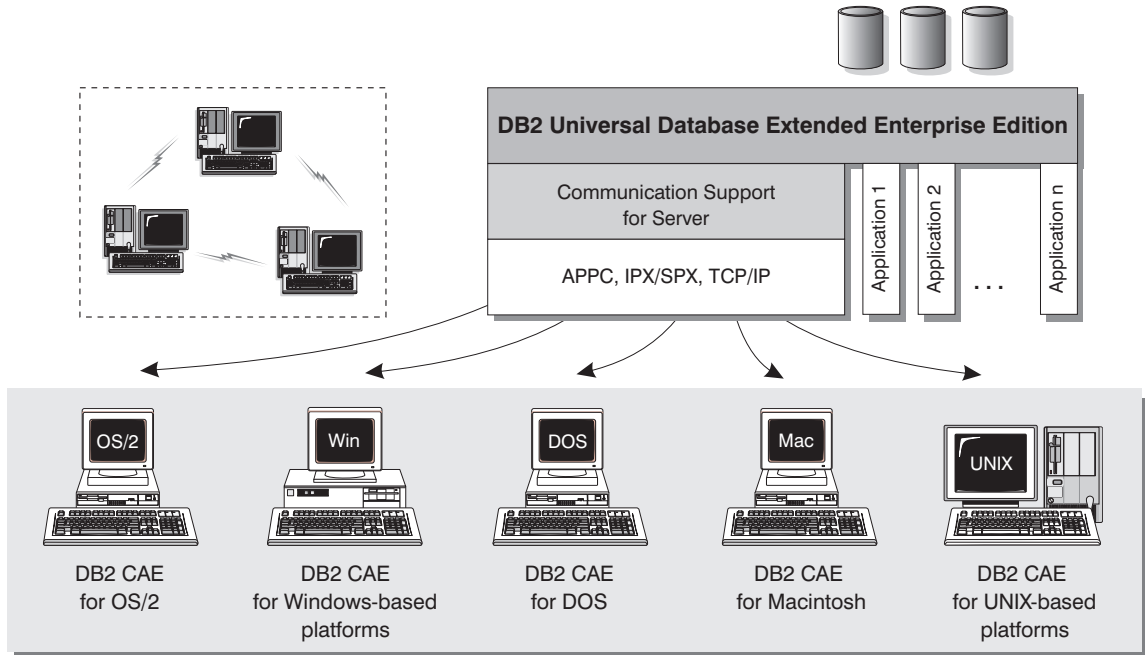 DB2 Universal Database Extended Enterprise Edition
Communication Support
for Server
APPC, IPX/SPX, TCP/IP
Application 1
Application 2
...
Application n
OS/2
Win
DOS
Mac
UNIX
DB2 CAE
for OS/2
DB2 CAE
for Windows-based
platforms
DB2 CAE
for DOS
DB2 CAE
for Macintosh
DB2 CAE
for UNIX-based
platforms